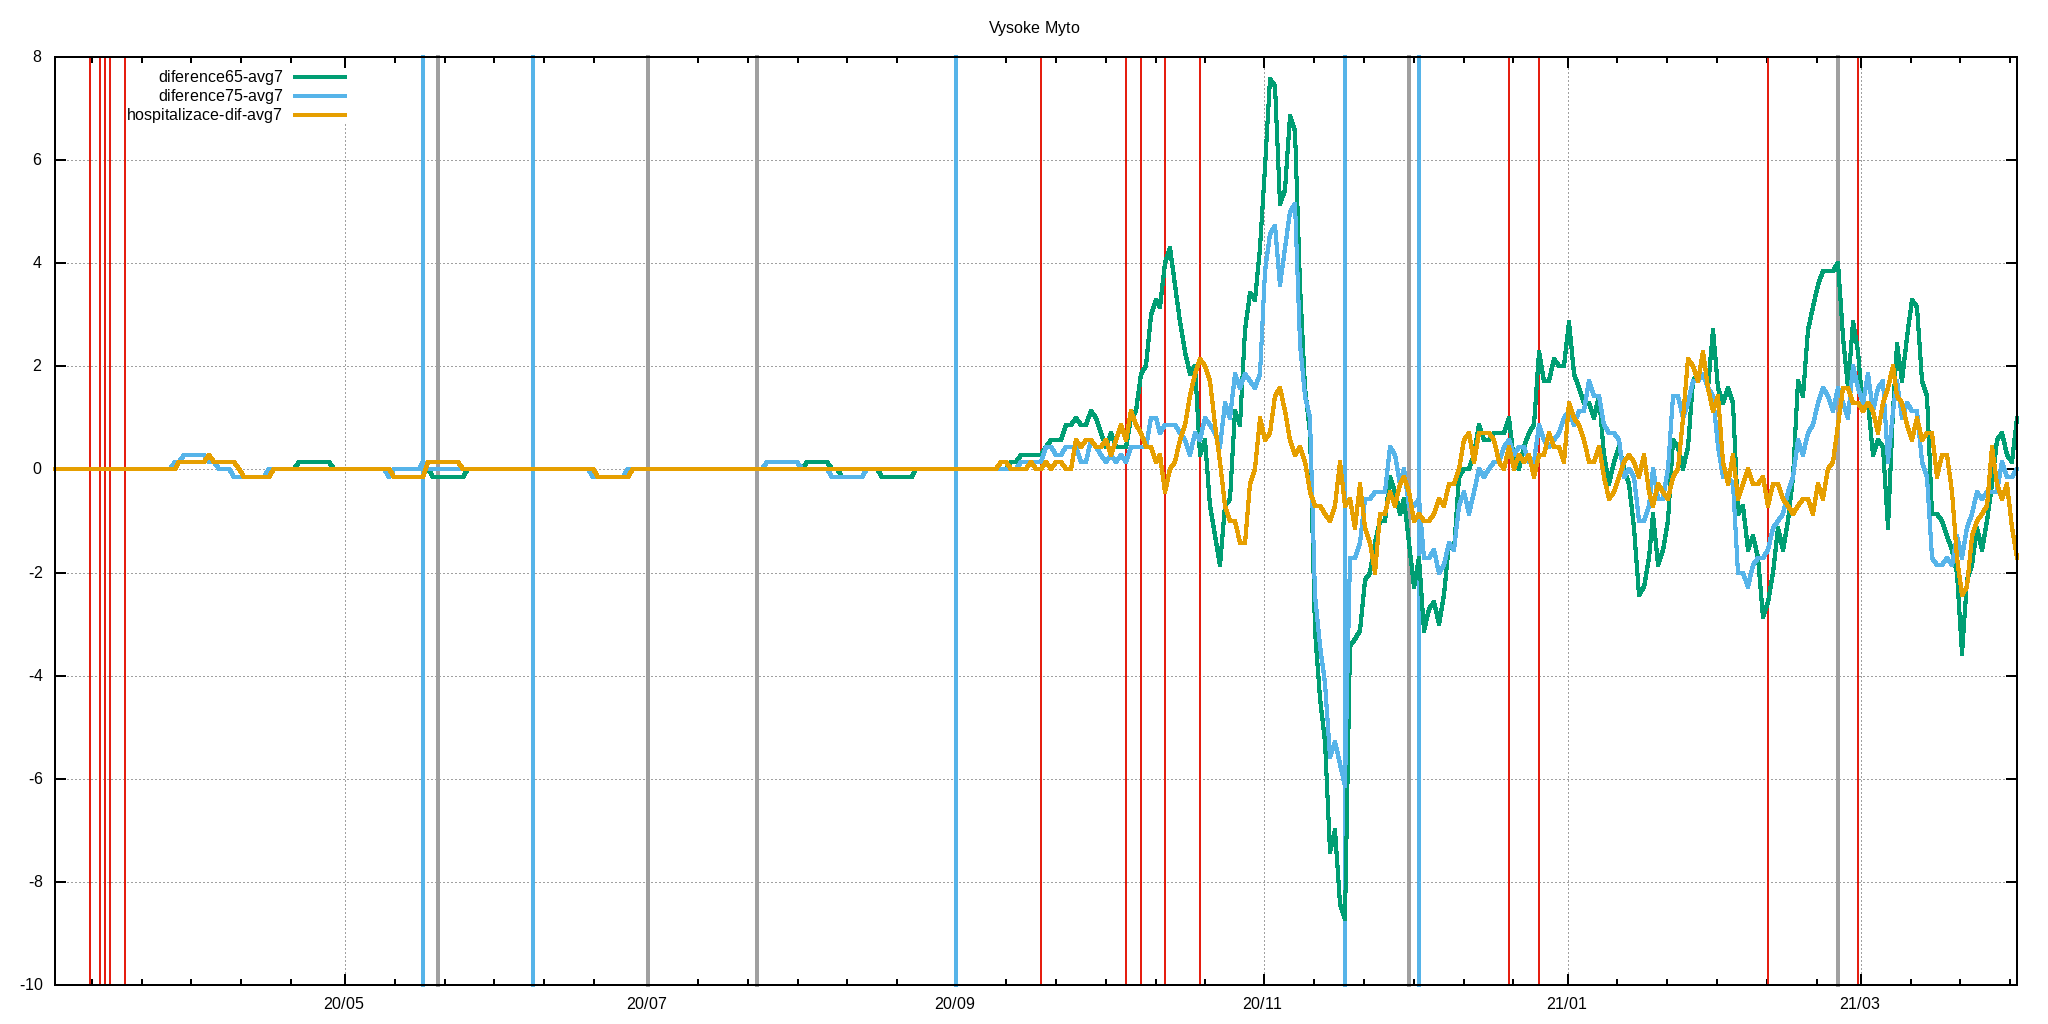 Vysoke Myto
8
diference65-avg7
diference75-avg7
hospitalizace-dif-avg7
6
4
2
0
-2
-4
-6
-8
-10
20/05 20/07 20/09 20/11 21/01 21/03